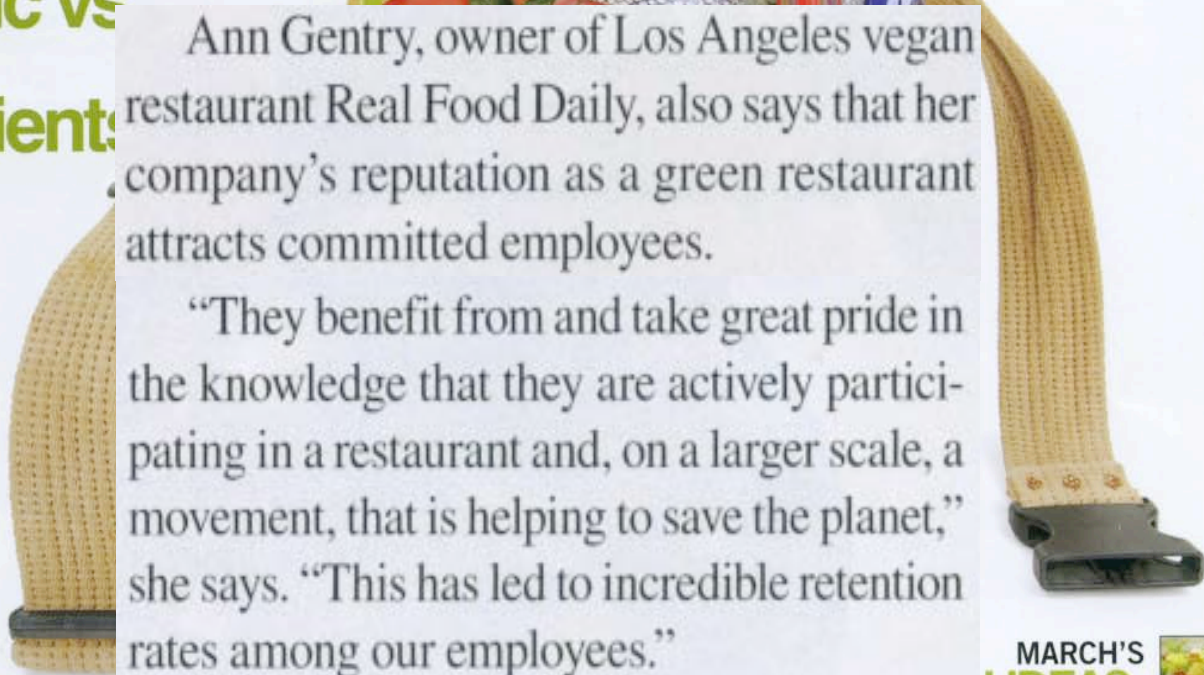 Ann Gentry, owner of Los Angeles vegan
restaurant Real Food Daily, also says that her
company’s reputation as a green restaurant
attracts committed employees.
“They benefit from and take great pride in
the knowledge that they are actively partici-
pating in a restaurant and, on a larger scale, a
movement, that is helping to save the planet,”
she says. “This has led to incredible retention
rates among our employees.”
MARCH’S